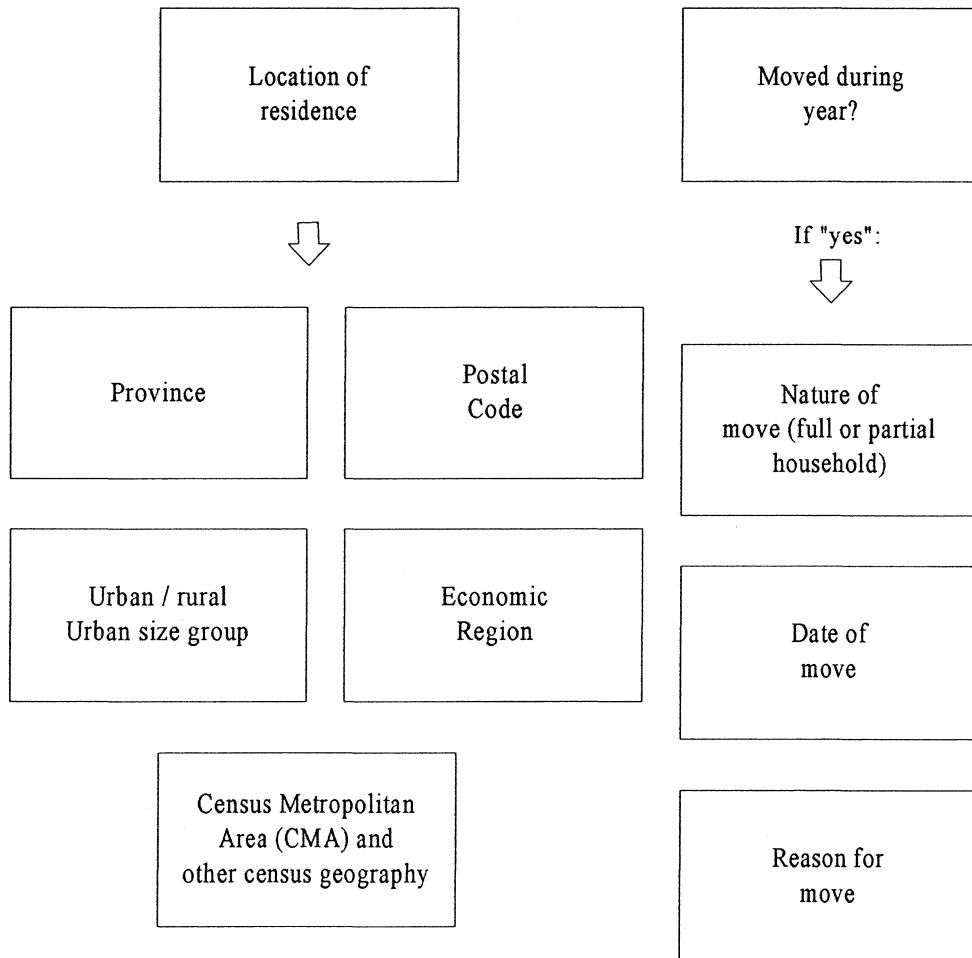 Location of
residence
Province
Postal
Code
Urban / rural
Urban size group
Economic
Region
Census Metropolitan
Area (CMA) and
other census geography
Moved during
year?
If "yes":
Nature of
move (full or partial
household)
Date of
move
Reason for
move